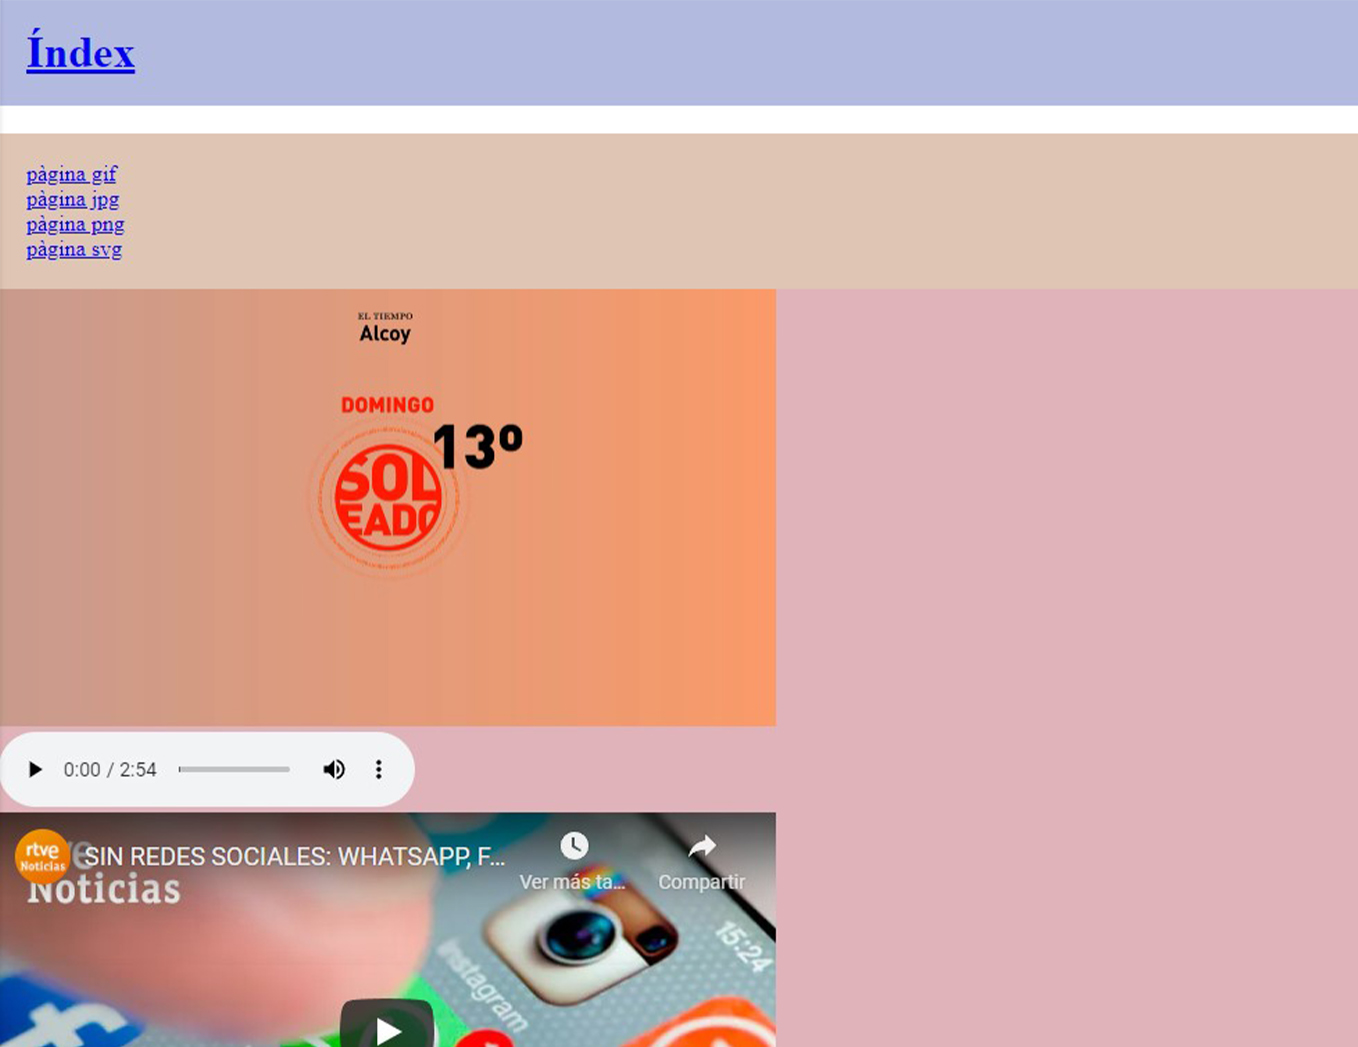 Índex
pàgina gif
pàgina jpg
pàgina png
pàgina svg
EL TIEMPO
Alcoy
DOMINGO
13º
SOL
EADO
0:00 / 2:54
rtve
Noticias
SIN REDES SOCIALES: WHATSAPP, F...
Ver más ta...
Compartir
Noticias
15:24
Instagram